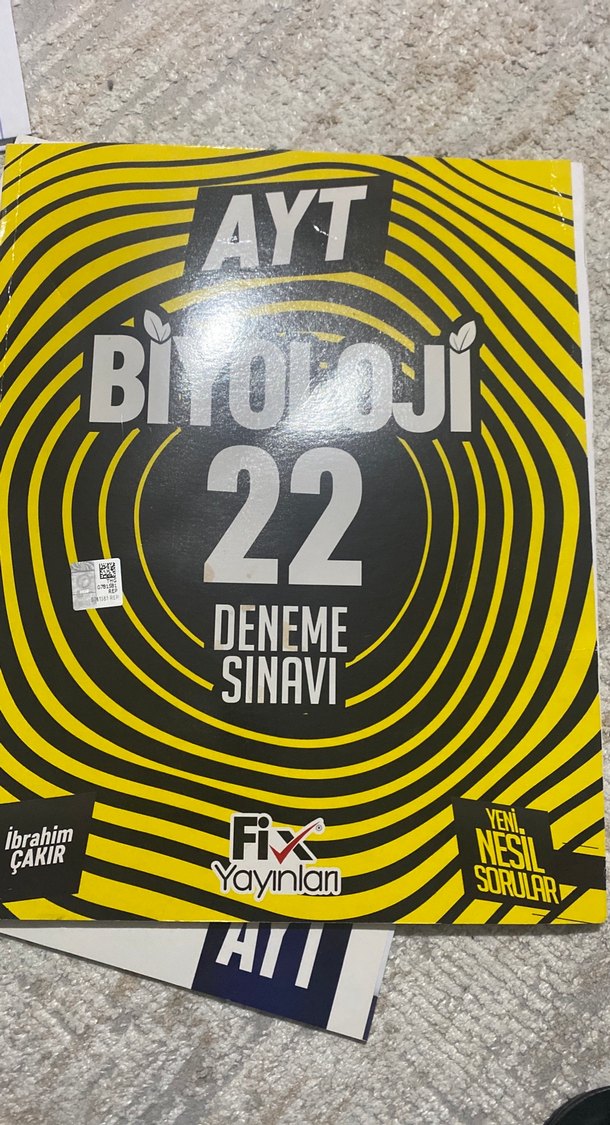 AYT
BİYOLOJİ
22
DENEME
SINAVI
İbrahim
ÇAKIR
Fix
Yayınları
YENİ
NESİL
SORULAR
AYT